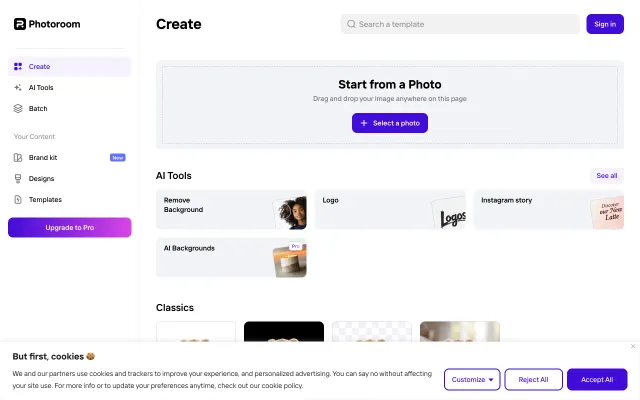 Photoroom
Create
Search a template
Sign in
Create
AI Tools
Batch
Your Content
Brand kit
New
Designs
Templates
Upgrade to Pro
Start from a Photo
Drag and drop your image anywhere on this page
Select a photo
AI Tools
See all
Remove
Background
Logo
Logos
Instagram story
Discover
our New
Latte
AI Backgrounds
Pro
Classics
But first, cookies
We and our partners use cookies and trackers to improve your experience, and personalized advertising. You can say no without affecting
your site use. For more info or to update your preferences anytime, check out our cookie policy.
Customize
Reject All
Accept All